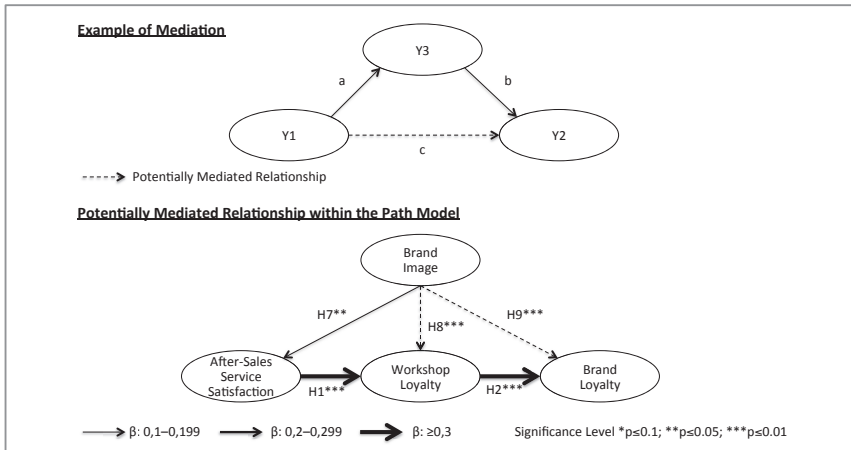 Example of Mediation
Y3
a
b
Y1
Y2
c
Potentially Mediated Relationship
Potentially Mediated Relationship within the Path Model
Brand
Image
H7**
H8***
H9***
After-Sales
Service
Satisfaction
H1***
Workshop
Loyalty
H2***
Brand
Loyalty
β: 0,1–0,199
β: 0,2–0,299
β: ≥0,3
Significance Level *p≤0.1; **p≤0.05; ***p≤0.01